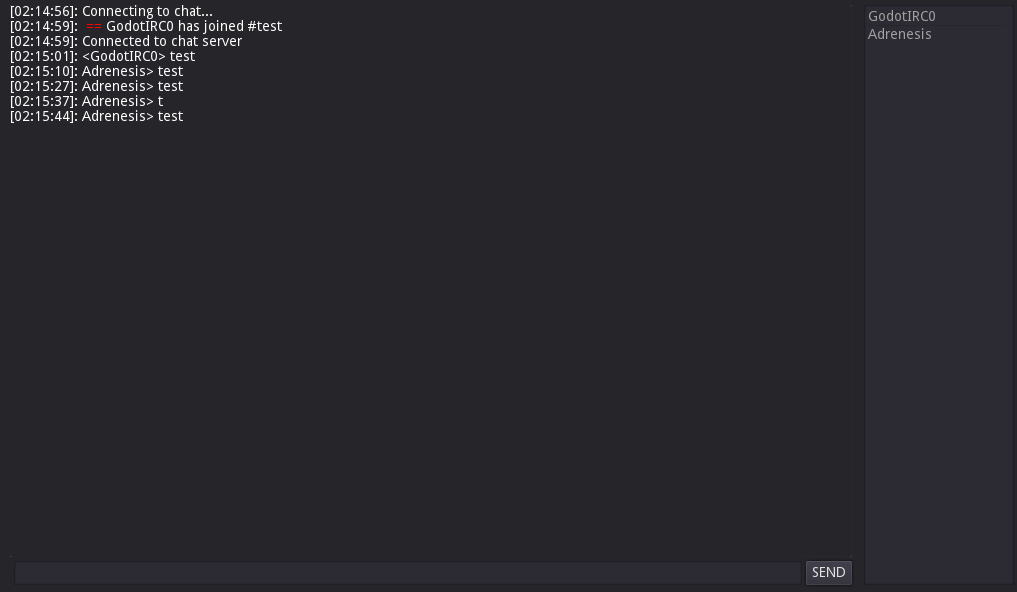 [02:14:56]: Connecting to chat...
[02:14:59]:  == GodotIRC0 has joined #test
[02:14:59]: Connected to chat server
[02:15:01]: <GodotIRC0> test
[02:15:10]: Adrenesis> test
[02:15:27]: Adrenesis> test
[02:15:37]: Adrenesis> t
[02:15:44]: Adrenesis> test
GodotIRC0
Adrenesis
SEND